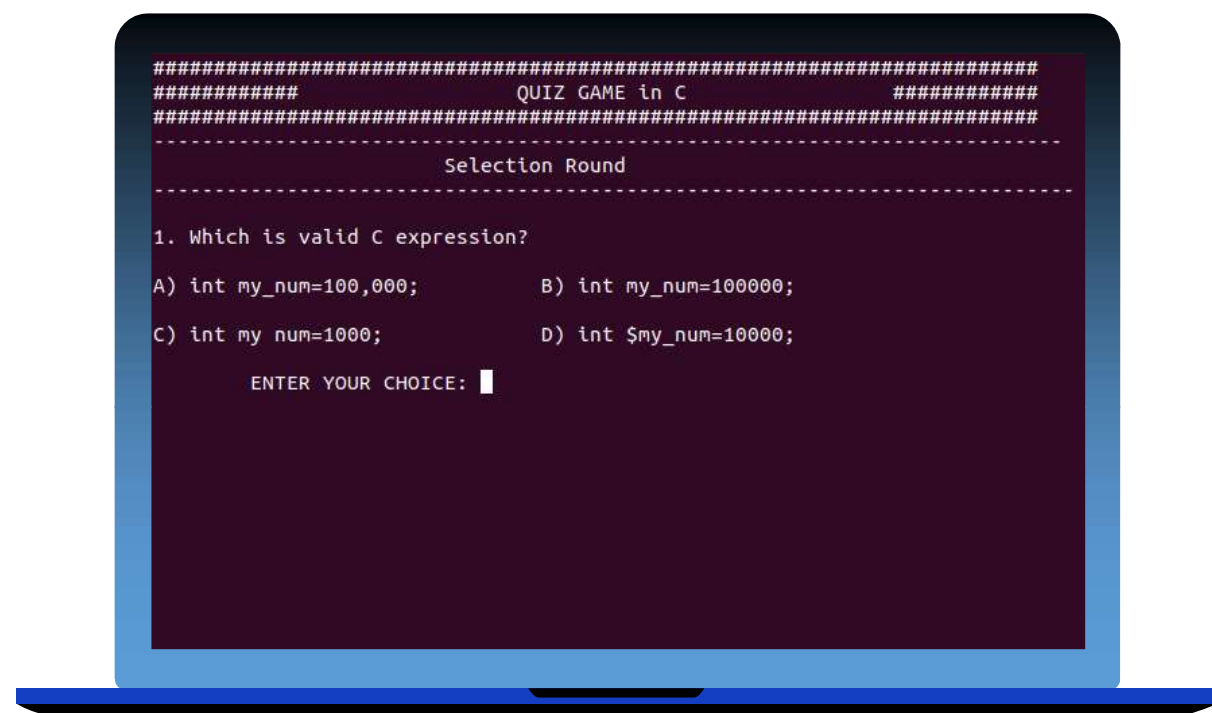 #########################################################################
############                  QUIZ GAME in C                 ############
#########################################################################
---------------------------------------------------------------------------
                        Selection Round
----------------------------------------------------------------------------
1. Which is valid C expression?
A) int my_num=100,000;          B) int my_num=100000;
C) int my num=1000;             D) int $my_num=10000;
        ENTER YOUR CHOICE: